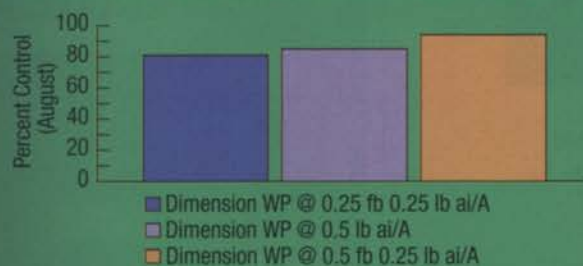 Percent Control
(August)
100
80
60
40
20
0
Dimension WP @ 0.25 fb 0.25 lb ai/A
Dimension WP @ 0.5 lb ai/A
Dimension WP @ 0.5 fb 0.25 lb ai/A